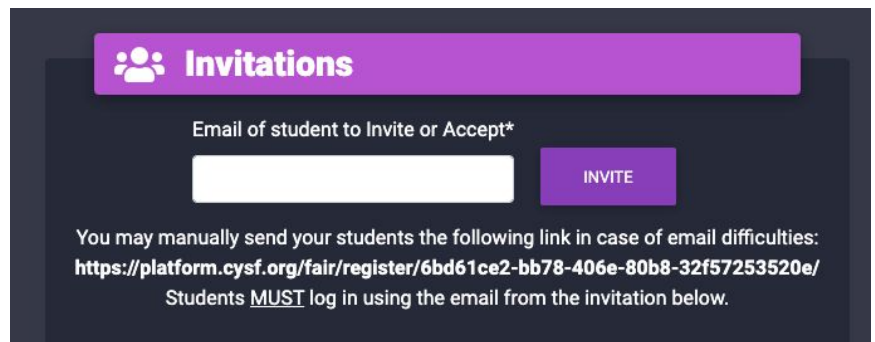 Invitations
Email of student to Invite or Accept*
INVITE
You may manually send your students the following link in case of email difficulties:
https://platform.cysf.org/fair/register/6bd61ce2-bb78-406e-80b8-32f57253520e/
Students MUST log in using the email from the invitation below.